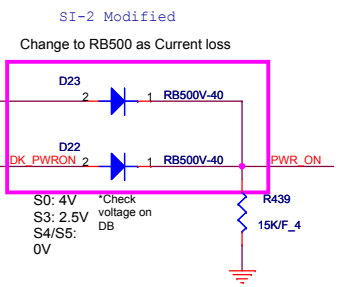 SI-2 Modified
Change to RB500 as Current loss
D23
2 1 RB500V-40
D22
DK_PWRON 2 1 RB500V-40 PWR_ON
S0: 4V
S3: 2.5V
S4/S5:
0V
*Check
voltage on
DB
R439
15K/F_4